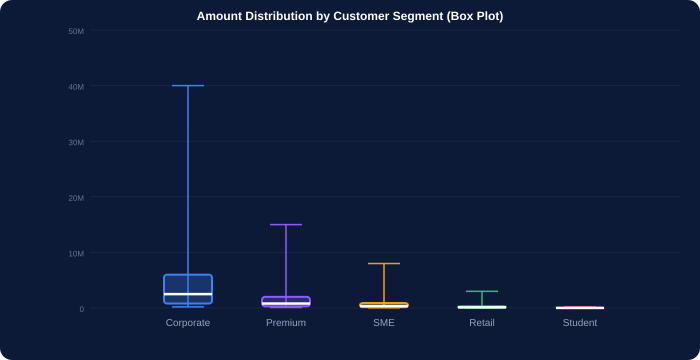 Amount Distribution by Customer Segment (Box Plot)
50M
40M
30M
20M
10M
0
Corporate Premium SME Retail Student